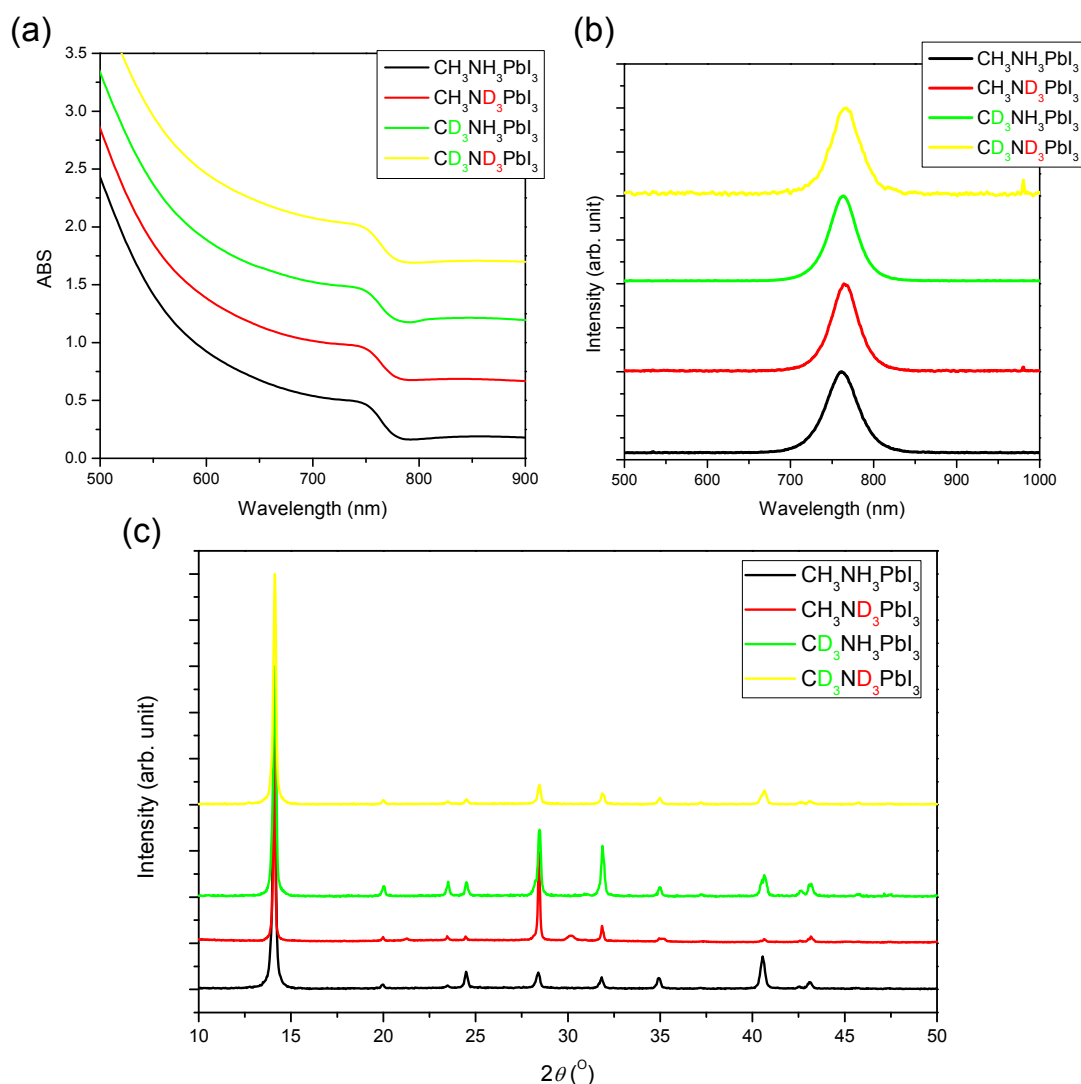 (a)
3.5
3.0
2.5
2.0
1.5
1.0
0.5
0.0
ABS
500 600 700 800 900
Wavelength (nm)
CH₃NH₃PbI₃
CH₃ND₃PbI₃
CD₃NH₃PbI₃
CD₃ND₃PbI₃
(b)
Intensity (arb. unit)
500 600 700 800 900 1000
Wavelength (nm)
CH₃NH₃PbI₃
CH₃ND₃PbI₃
CD₃NH₃PbI₃
CD₃ND₃PbI₃
(c)
Intensity (arb. unit)
10 15 20 25 30 35 40 45 50
2θ (O)
CH₃NH₃PbI₃
CH₃ND₃PbI₃
CD₃NH₃PbI₃
CD₃ND₃PbI₃